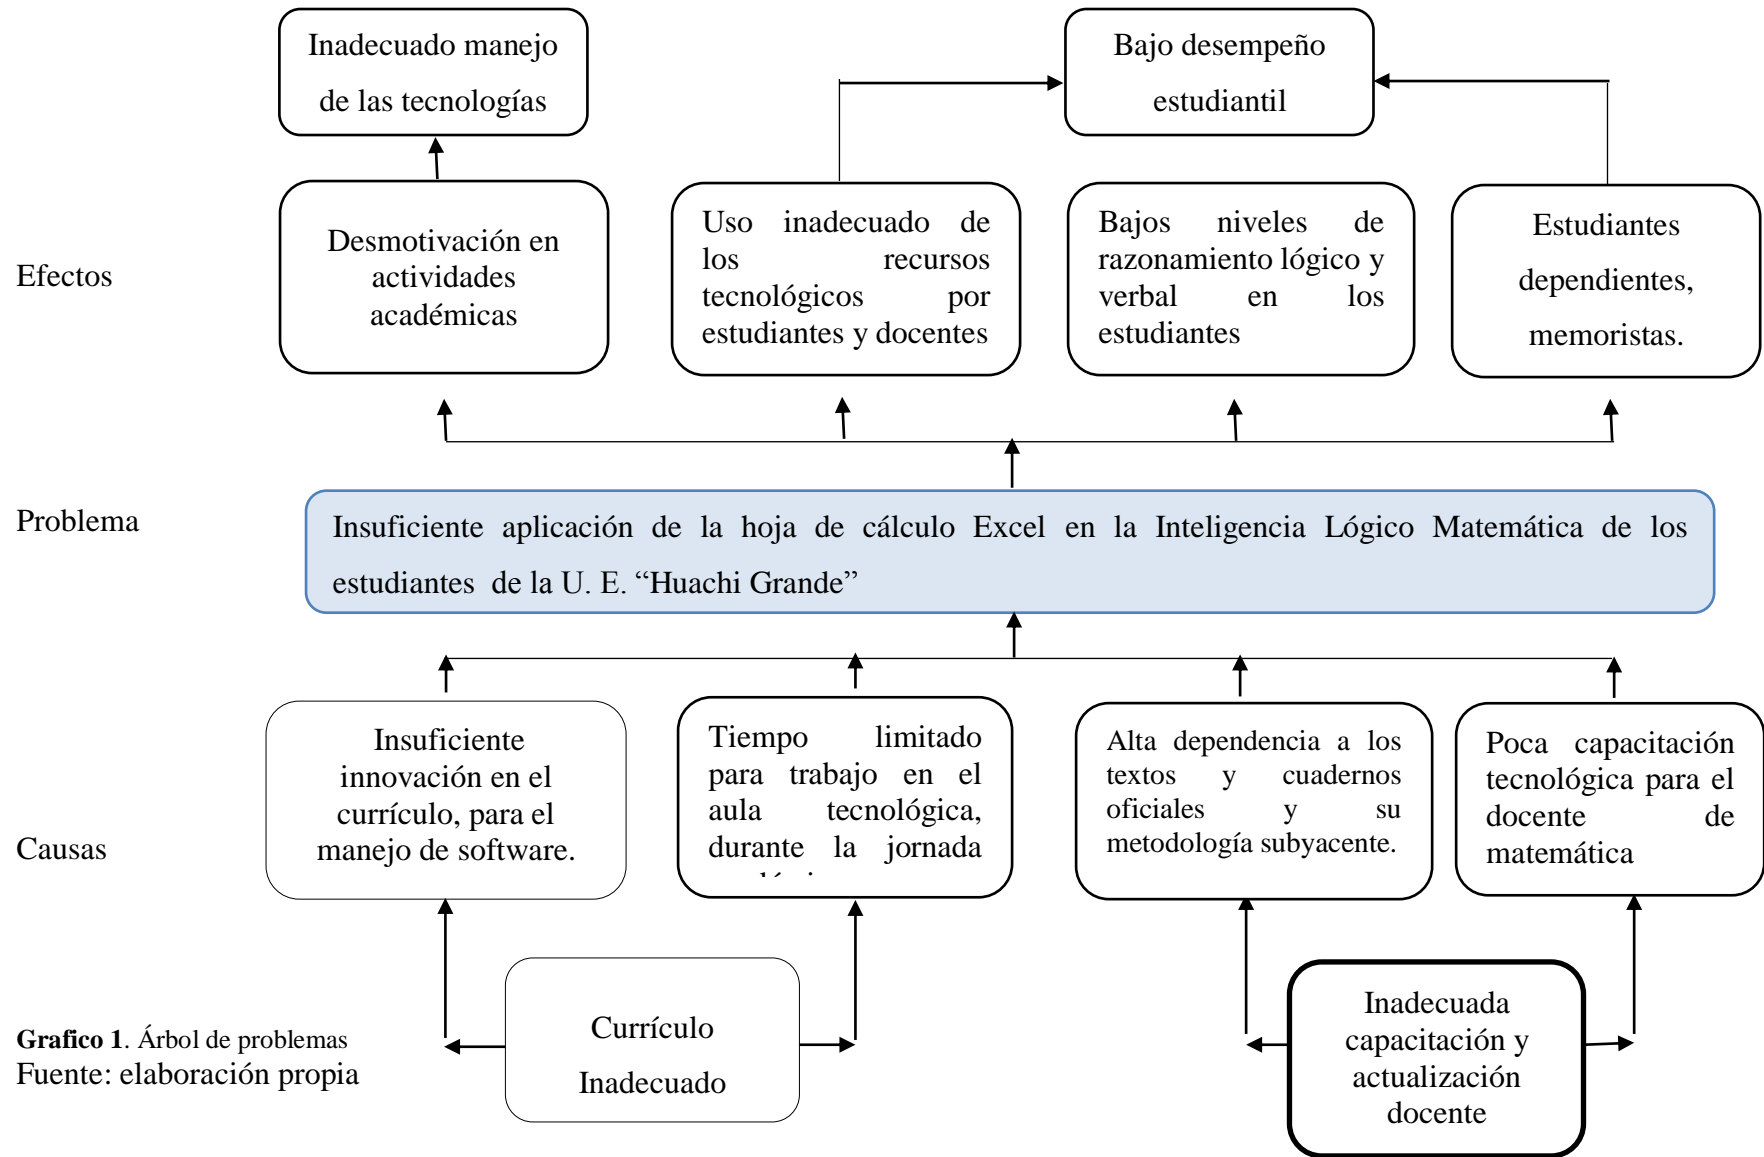 Inadecuado manejo
de las tecnologías
Bajo desempeño
estudiantil
Efectos
Desmotivación en
actividades
académicas
Uso inadecuado de
los recursos
tecnológicos por
estudiantes y docentes
Bajos niveles de
razonamiento lógico y
verbal en los
estudiantes
Estudiantes
dependientes,
memoristas.
Problema
Insuficiente aplicación de la hoja de cálculo Excel en la Inteligencia Lógico Matemática de los
estudiantes de la U. E. “Huachi Grande”
Causas
Insuficiente
innovación en el
currículo, para el
manejo de software.
Tiempo limitado
para trabajo en el
aula tecnológica,
durante la jornada
Alta dependencia a los
textos y cuadernos
oficiales y su
metodología subyacente.
Poca capacitación
tecnológica para el
docente de
matemática
Currículo
Inadecuado
Inadecuada
capacitación y
actualización
docente
Grafico 1. Árbol de problemas
Fuente: elaboración propia